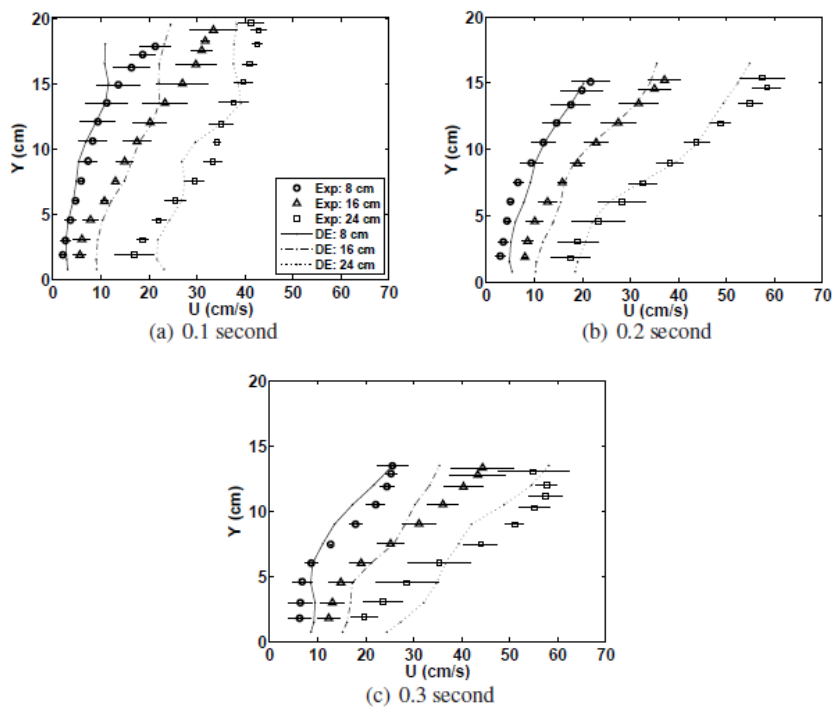 20
15
10
5
0
Y (cm)
0 10 20 30 40 50 60 70
U (cm/s)
Exp: 8 cm
Exp: 16 cm
Exp: 24 cm
DE: 8 cm
DE: 16 cm
DE: 24 cm
(a) 0.1 second
20
15
10
5
0
Y (cm)
0 10 20 30 40 50 60 70
U (cm/s)
(b) 0.2 second
20
15
10
5
0
Y (cm)
0 10 20 30 40 50 60 70
U (cm/s)
(c) 0.3 second